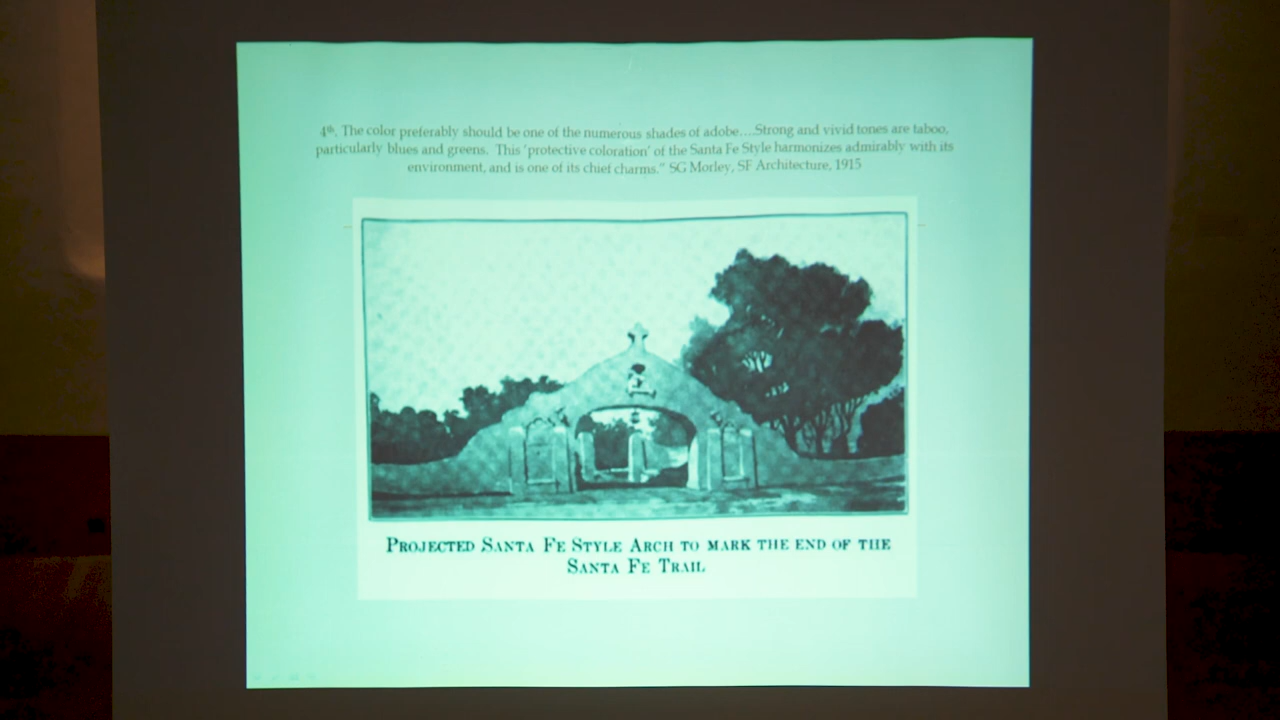 4th. The color preferably should be one of the numerous shades of adobe....Strong and vivid tones are taboo,
particularly blues and greens. This 'protective coloration' of the Santa Fe Style harmonizes admirably with its
environment, and is one of its chief charms." SG Morley, SF Architecture, 1915
PROJECTED SANTA FE STYLE ARCH TO MARK THE END OF THE
SANTA FE TRAIL